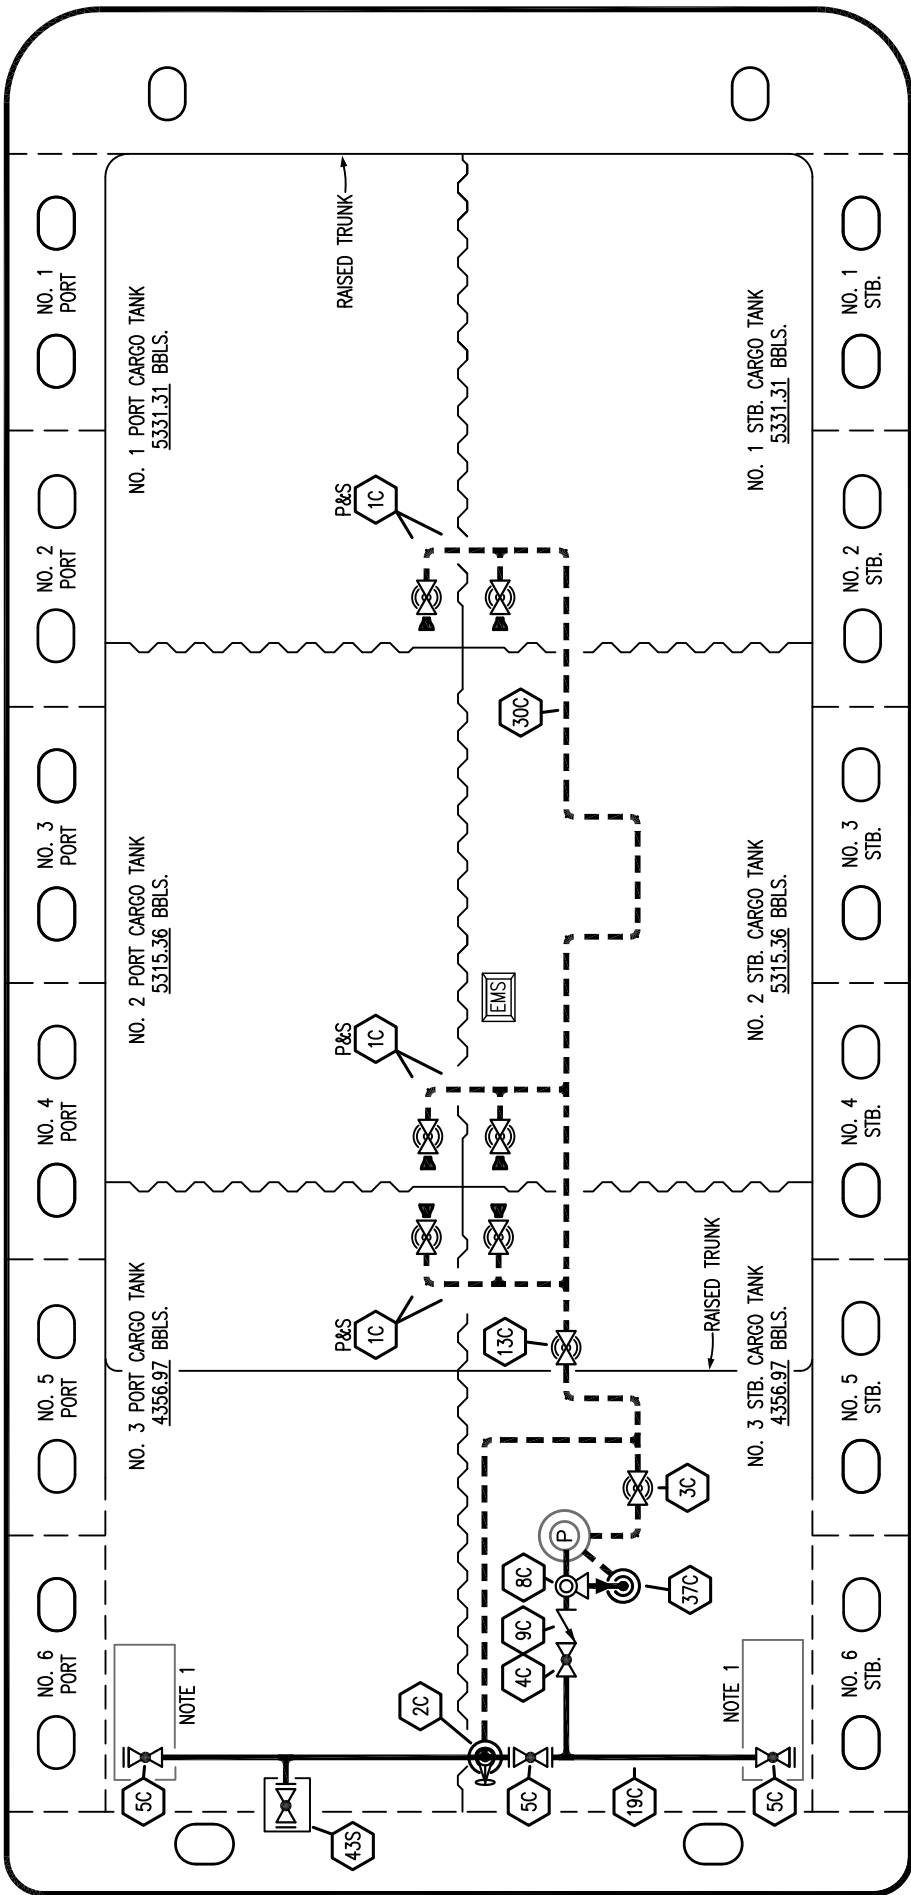 NO. 1
PORT
NO. 2
PORT
NO. 3
PORT
NO. 4
PORT
NO. 5
PORT
NO. 6
PORT
NO. 1 PORT CARGO TANK
5331.31 BBLS.
RAISED TRUNK
NO. 1 STB. CARGO TANK
5331.31 BBLS.
P&S
1C
30C
NO. 2 PORT CARGO TANK
5315.36 BBLS.
NO. 2 STB. CARGO TANK
5315.36 BBLS.
EMS
P&S
1C
P&S
1C
13C
RAISED TRUNK
NO. 3 PORT CARGO TANK
4356.97 BBLS.
NO. 3 STB. CARGO TANK
4356.97 BBLS.
3C
P
8C
37C
9C
4C
2C
NOTE 1
NOTE 1
5C
5C
19C
5C
43S
NO. 1
STB.
NO. 2
STB.
NO. 3
STB.
NO. 4
STB.
NO. 5
STB.
NO. 6
STB.